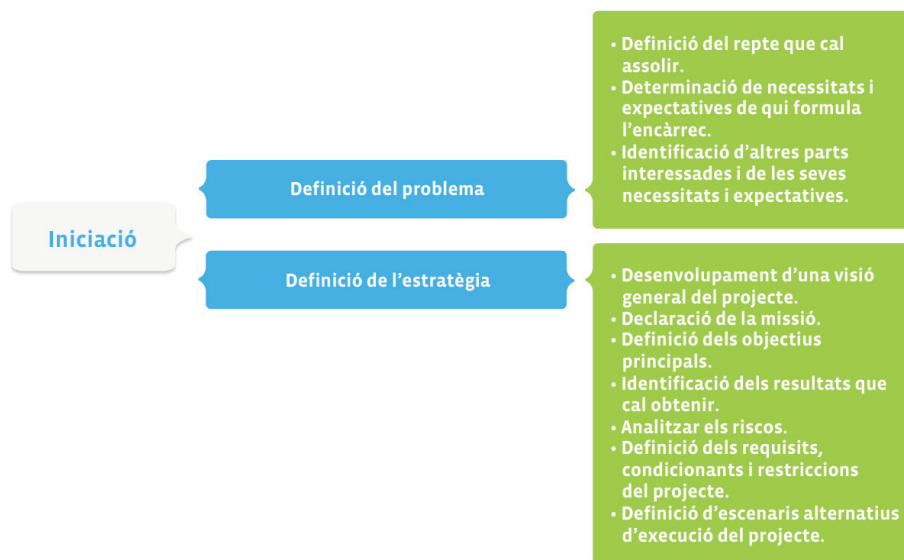 Iniciació
Definició del problema
• Definició del repte que cal
assolir.
• Determinació de necessitats i
expectatives de qui formula
l'encàrrec.
• Identificació d'altres parts
interessades i de les seves
necessitats i expectatives.
Definició de l'estratègia
• Desenvolupament d'una visió
general del projecte.
• Declaració de la missió.
• Definició dels objectius
principals.
• Identificació dels resultats que
cal obtenir.
• Analitzar els riscos.
• Definició dels requisits,
condicionants i restriccions
del projecte.
• Definició d'escenaris alternatius
d'execució del projecte.